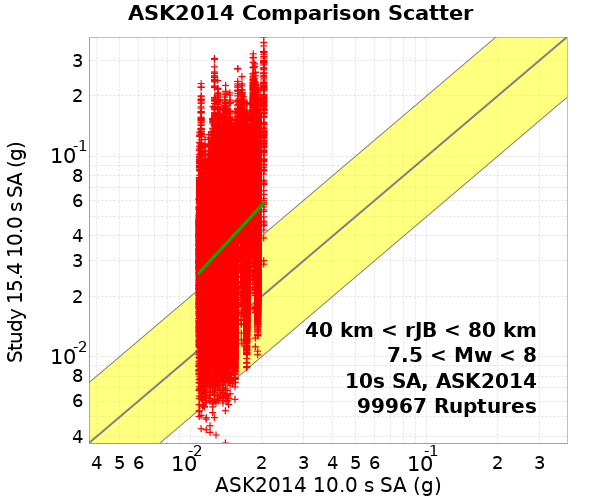 ASK2014 Comparison Scatter
Study 15.4 10.0 s SA (g)
3
2
10-1
8
6
4
3
2
10-2
8
6
4
40 km < rJB < 80 km
7.5 < Mw < 8
10s SA, ASK2014
99967 Ruptures
4 5 6 10-2 2 3 4 5 6 10-1 2 3
ASK2014 10.0 s SA (g)